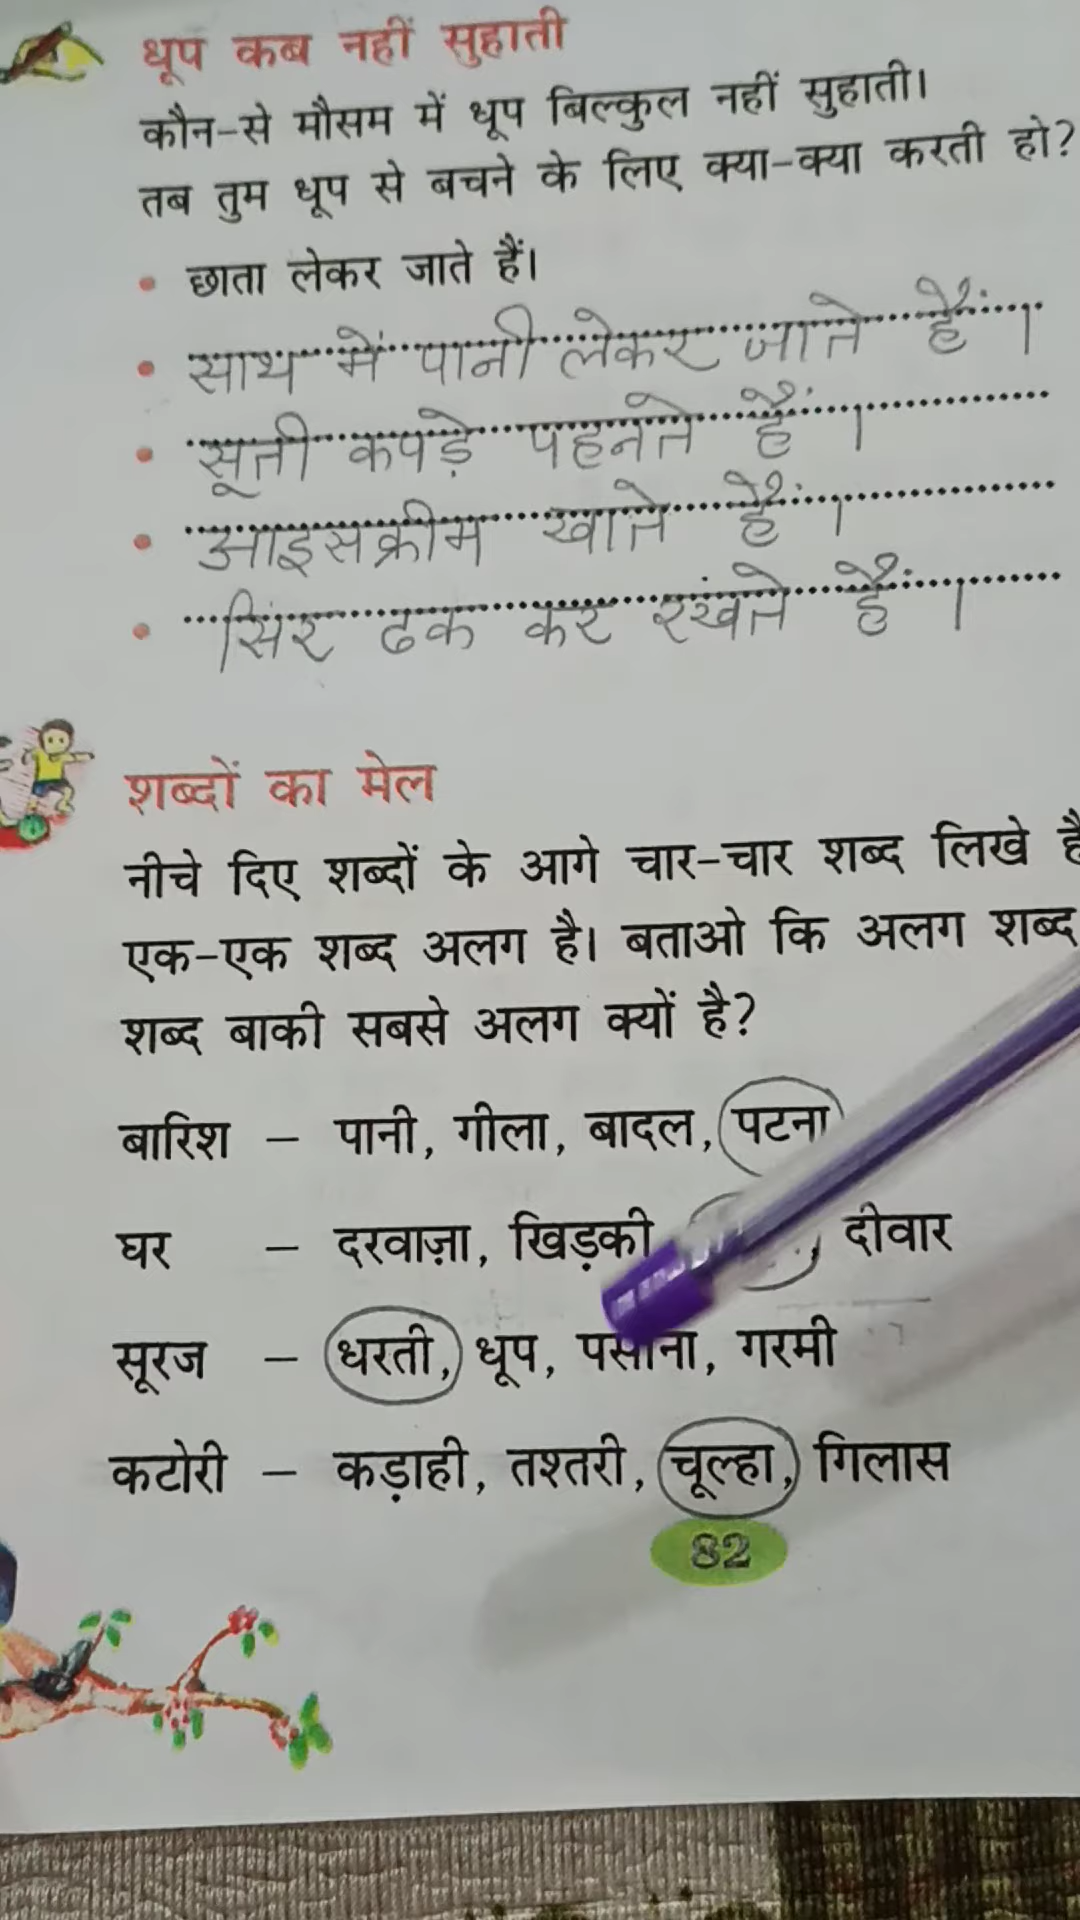 धूप कब नहीं सुहाती
कौन-से मौसम में धूप बिल्कुल नहीं सुहाती।
तब तुम धूप से बचने के लिए क्या-क्या करती हो?
• छाता लेकर जाते हैं।
• साथ में पानी लेकर जाते हैं।
• सूती कपड़े पहनते हैं।
• आइसक्रीम खाते हैं।
• सिर ढक कर रखते हैं।
शब्दों का मेल
नीचे दिए शब्दों के आगे चार-चार शब्द लिखे
एक-एक शब्द अलग है। बताओ कि अलग शब्द
शब्द बाकी सबसे अलग क्यों है?
बारिश – पानी, गीला, बादल, पटना
घर – दरवाज़ा, खिड़की , दीवार
सूरज – धरती, धूप, पसीना, गरमी
कटोरी – कड़ाही, तश्तरी, चूल्हा, गिलास
82